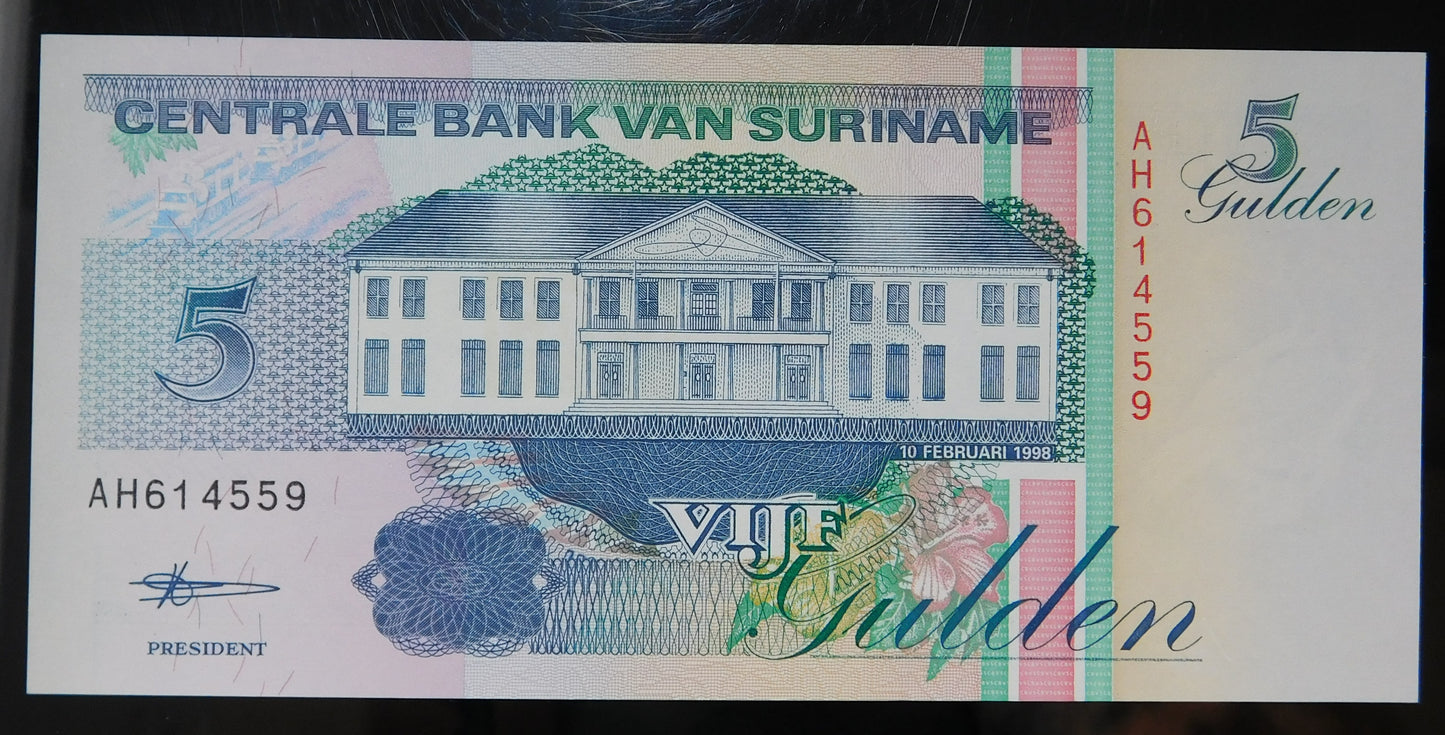 CENTRALE BANK VAN SURINAME
5
Gulden
AH614559
5
10 FEBRUARI 1998
AH614559
VIJF
Gulden
PRESIDENT